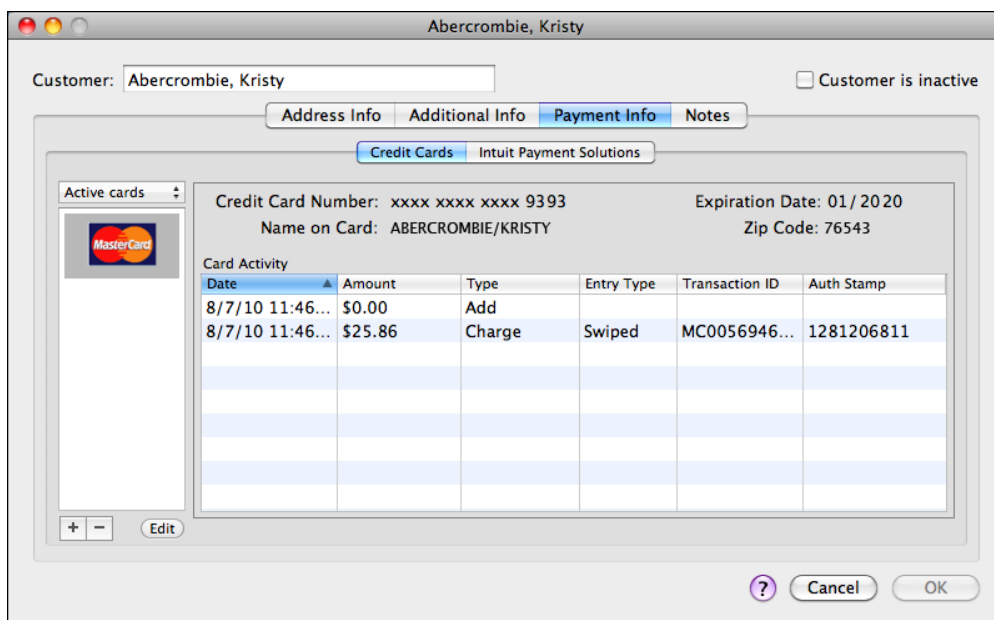 Abercrombie, Kristy
Customer: Abercrombie, Kristy Customer is inactive
Address Info Additional Info Payment Info Notes
Credit Cards Intuit Payment Solutions
Active cards
MasterCard
Credit Card Number: xxxx xxxx xxxx 9393 Expiration Date: 01/2020
Name on Card: ABERCROMBIE/KRISTY Zip Code: 76543
Card Activity
Date Amount Type Entry Type Transaction ID Auth Stamp
8/7/10 11:46... $0.00 Add
8/7/10 11:46... $25.86 Charge Swiped MC0056946... 1281206811
+ − Edit
? Cancel OK